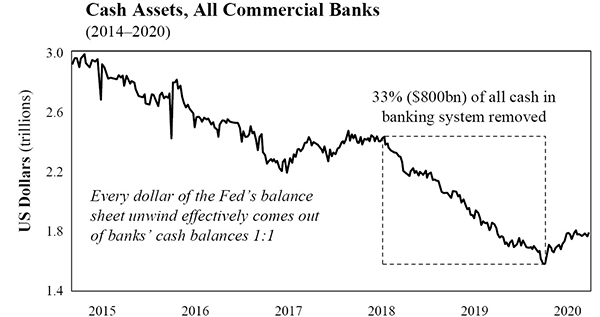 Cash Assets, All Commercial Banks
(2014–2020)
US Dollars (trillions)
3.0
2.6
2.2
1.8
1.4
33% ($800bn) of all cash in
banking system removed
Every dollar of the Fed's balance
sheet unwind effectively comes out
of banks' cash balances 1:1
2015 2016 2017 2018 2019 2020